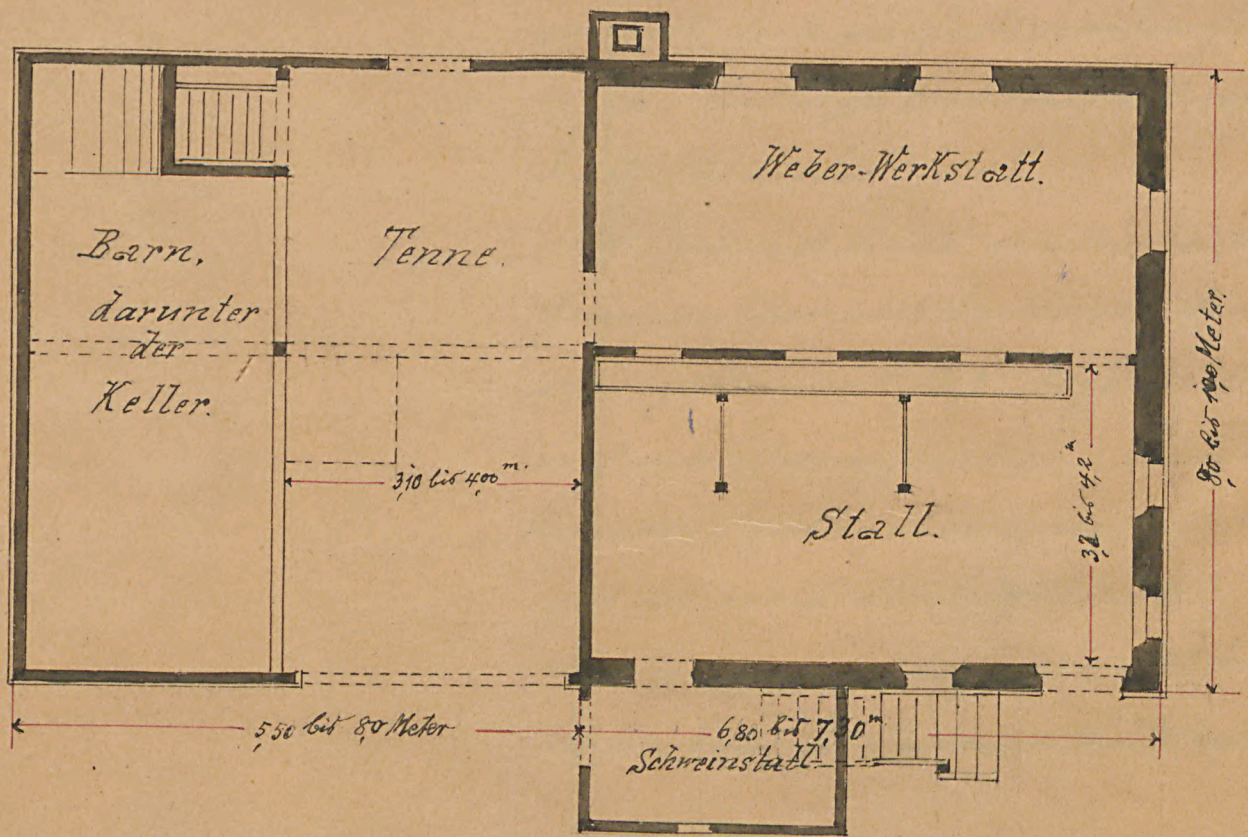 Weber-Werkstatt.
Barn,
darunter
der
Keller.
Tenne.
3,10 bis 4,00 m.
Stall.
3,2 bis 4,2 m
8,0 bis 10,0 Meter.
5,50 bis 8,0 Meter
6,80 bis 7,30 m
Schweinstall